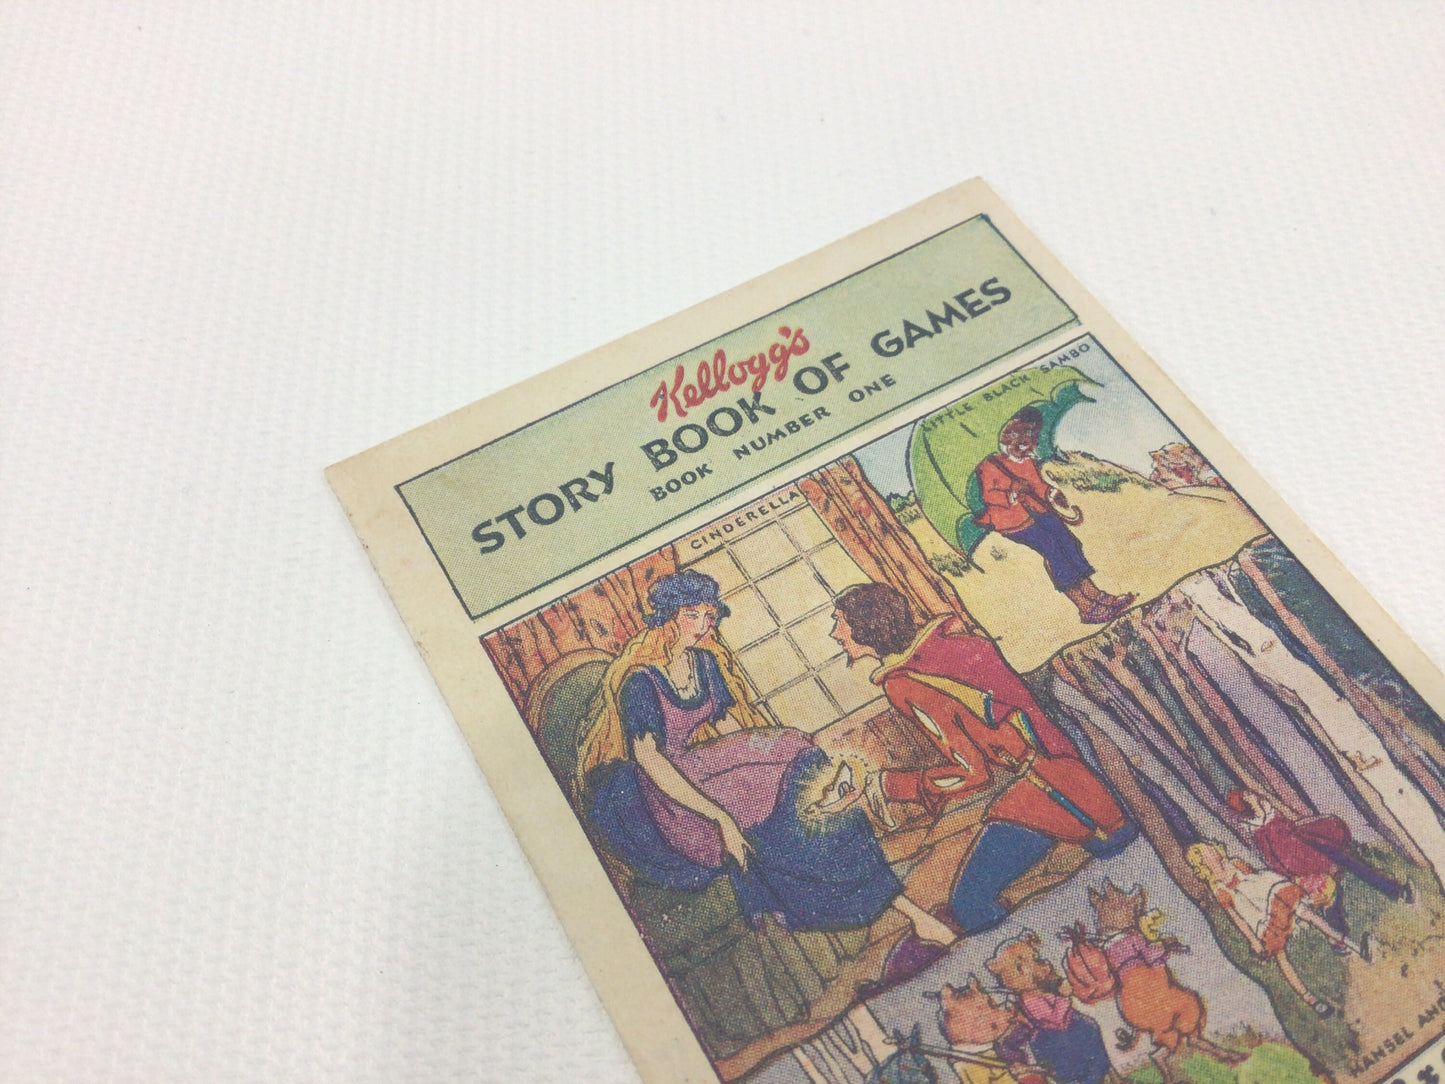 Kellogg's
STORY BOOK OF GAMES
BOOK NUMBER ONE
LITTLE BLACK SAMBO
CINDERELLA
HANSEL AND